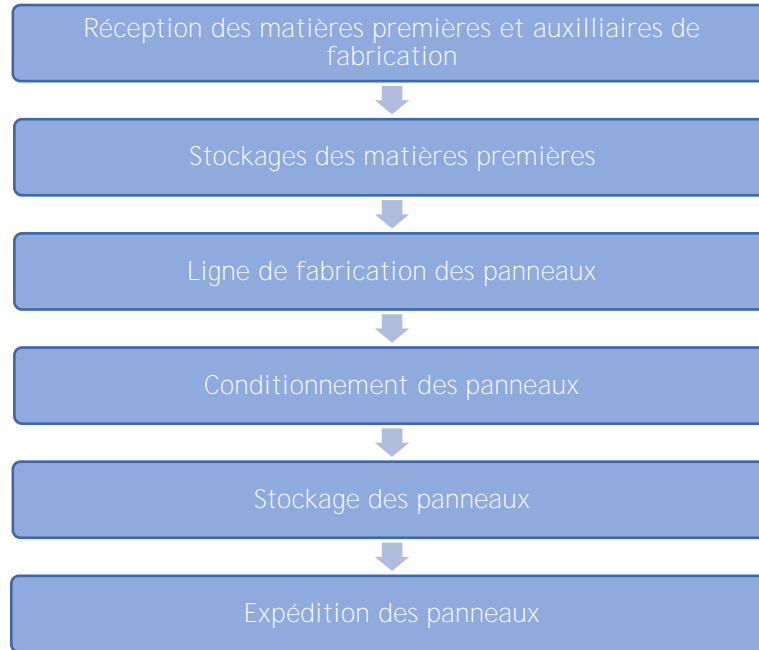 Réception des matières premières et auxilliaires de
fabrication
Stockages des matières premières
Ligne de fabrication des panneaux
Conditionnement des panneaux
Stockage des panneaux
Expédition des panneaux